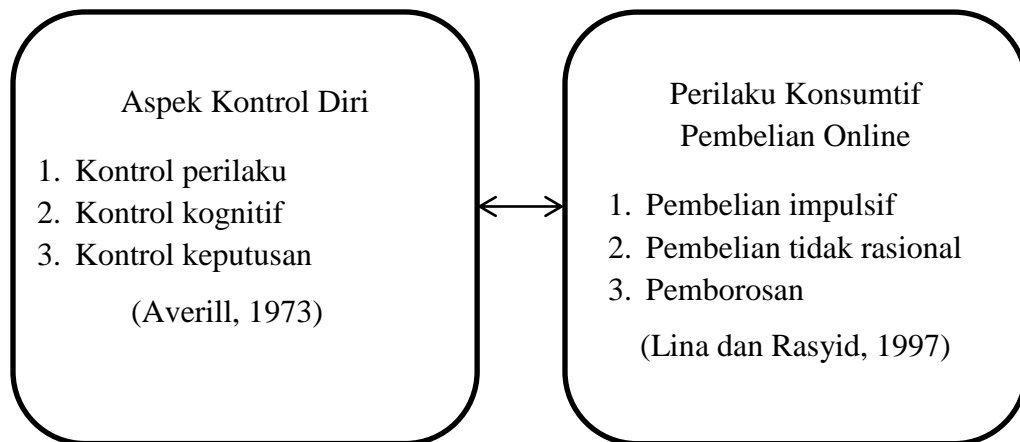 Aspek Kontrol Diri
1. Kontrol perilaku
2. Kontrol kognitif
3. Kontrol keputusan
(Averill, 1973)
Perilaku Konsumtif
Pembelian Online
1. Pembelian impulsif
2. Pembelian tidak rasional
3. Pemborosan
(Lina dan Rasyid, 1997)